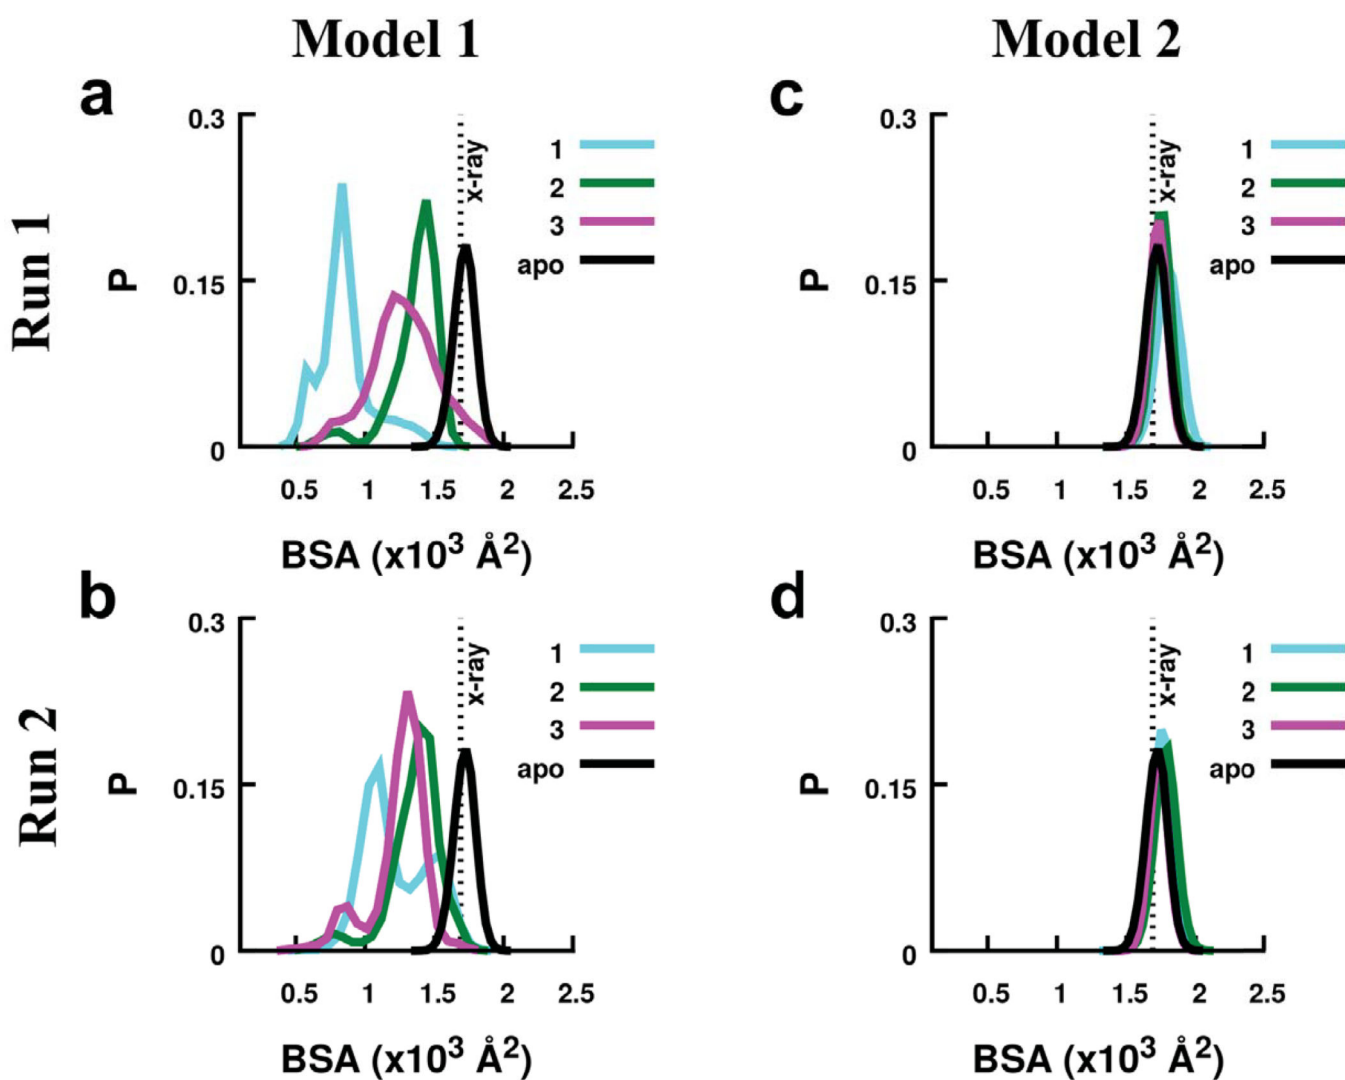 Model 1
Model 2
Run 1
a
0.3
0.15
0
P
x-ray
1
2
3
apo
0.5 1 1.5 2 2.5
BSA (x10³ Å²)
c
0.3
0.15
0
P
x-ray
1
2
3
apo
0.5 1 1.5 2 2.5
BSA (x10³ Å²)
Run 2
b
0.3
0.15
0
P
x-ray
1
2
3
apo
0.5 1 1.5 2 2.5
BSA (x10³ Å²)
d
0.3
0.15
0
P
x-ray
1
2
3
apo
0.5 1 1.5 2 2.5
BSA (x10³ Å²)